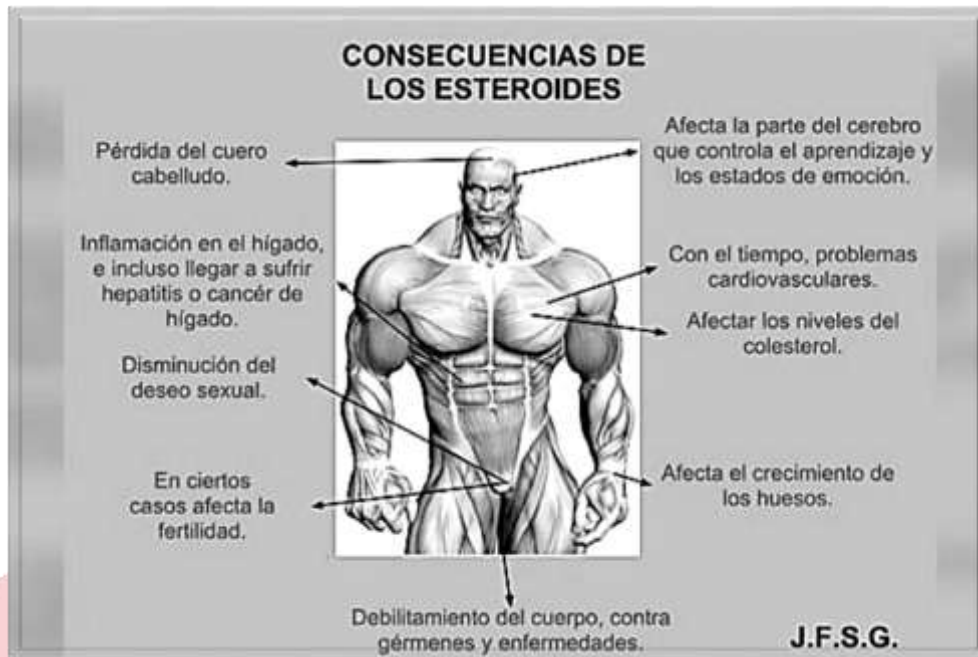 CONSECUENCIAS DE
LOS ESTEROIDES
Pérdida del cuero
cabelludo.
Inflamación en el hígado,
e incluso llegar a sufrir
hepatitis o cancér de
hígado.
Disminución del
deseo sexual.
En ciertos
casos afecta la
fertilidad.
Afecta la parte del cerebro
que controla el aprendizaje y
los estados de emoción.
Con el tiempo, problemas
cardiovasculares.
Afectar los niveles del
colesterol.
Afecta el crecimiento de
los huesos.
Debilitamiento del cuerpo, contra
gérmenes y enfermedades.
J.F.S.G.